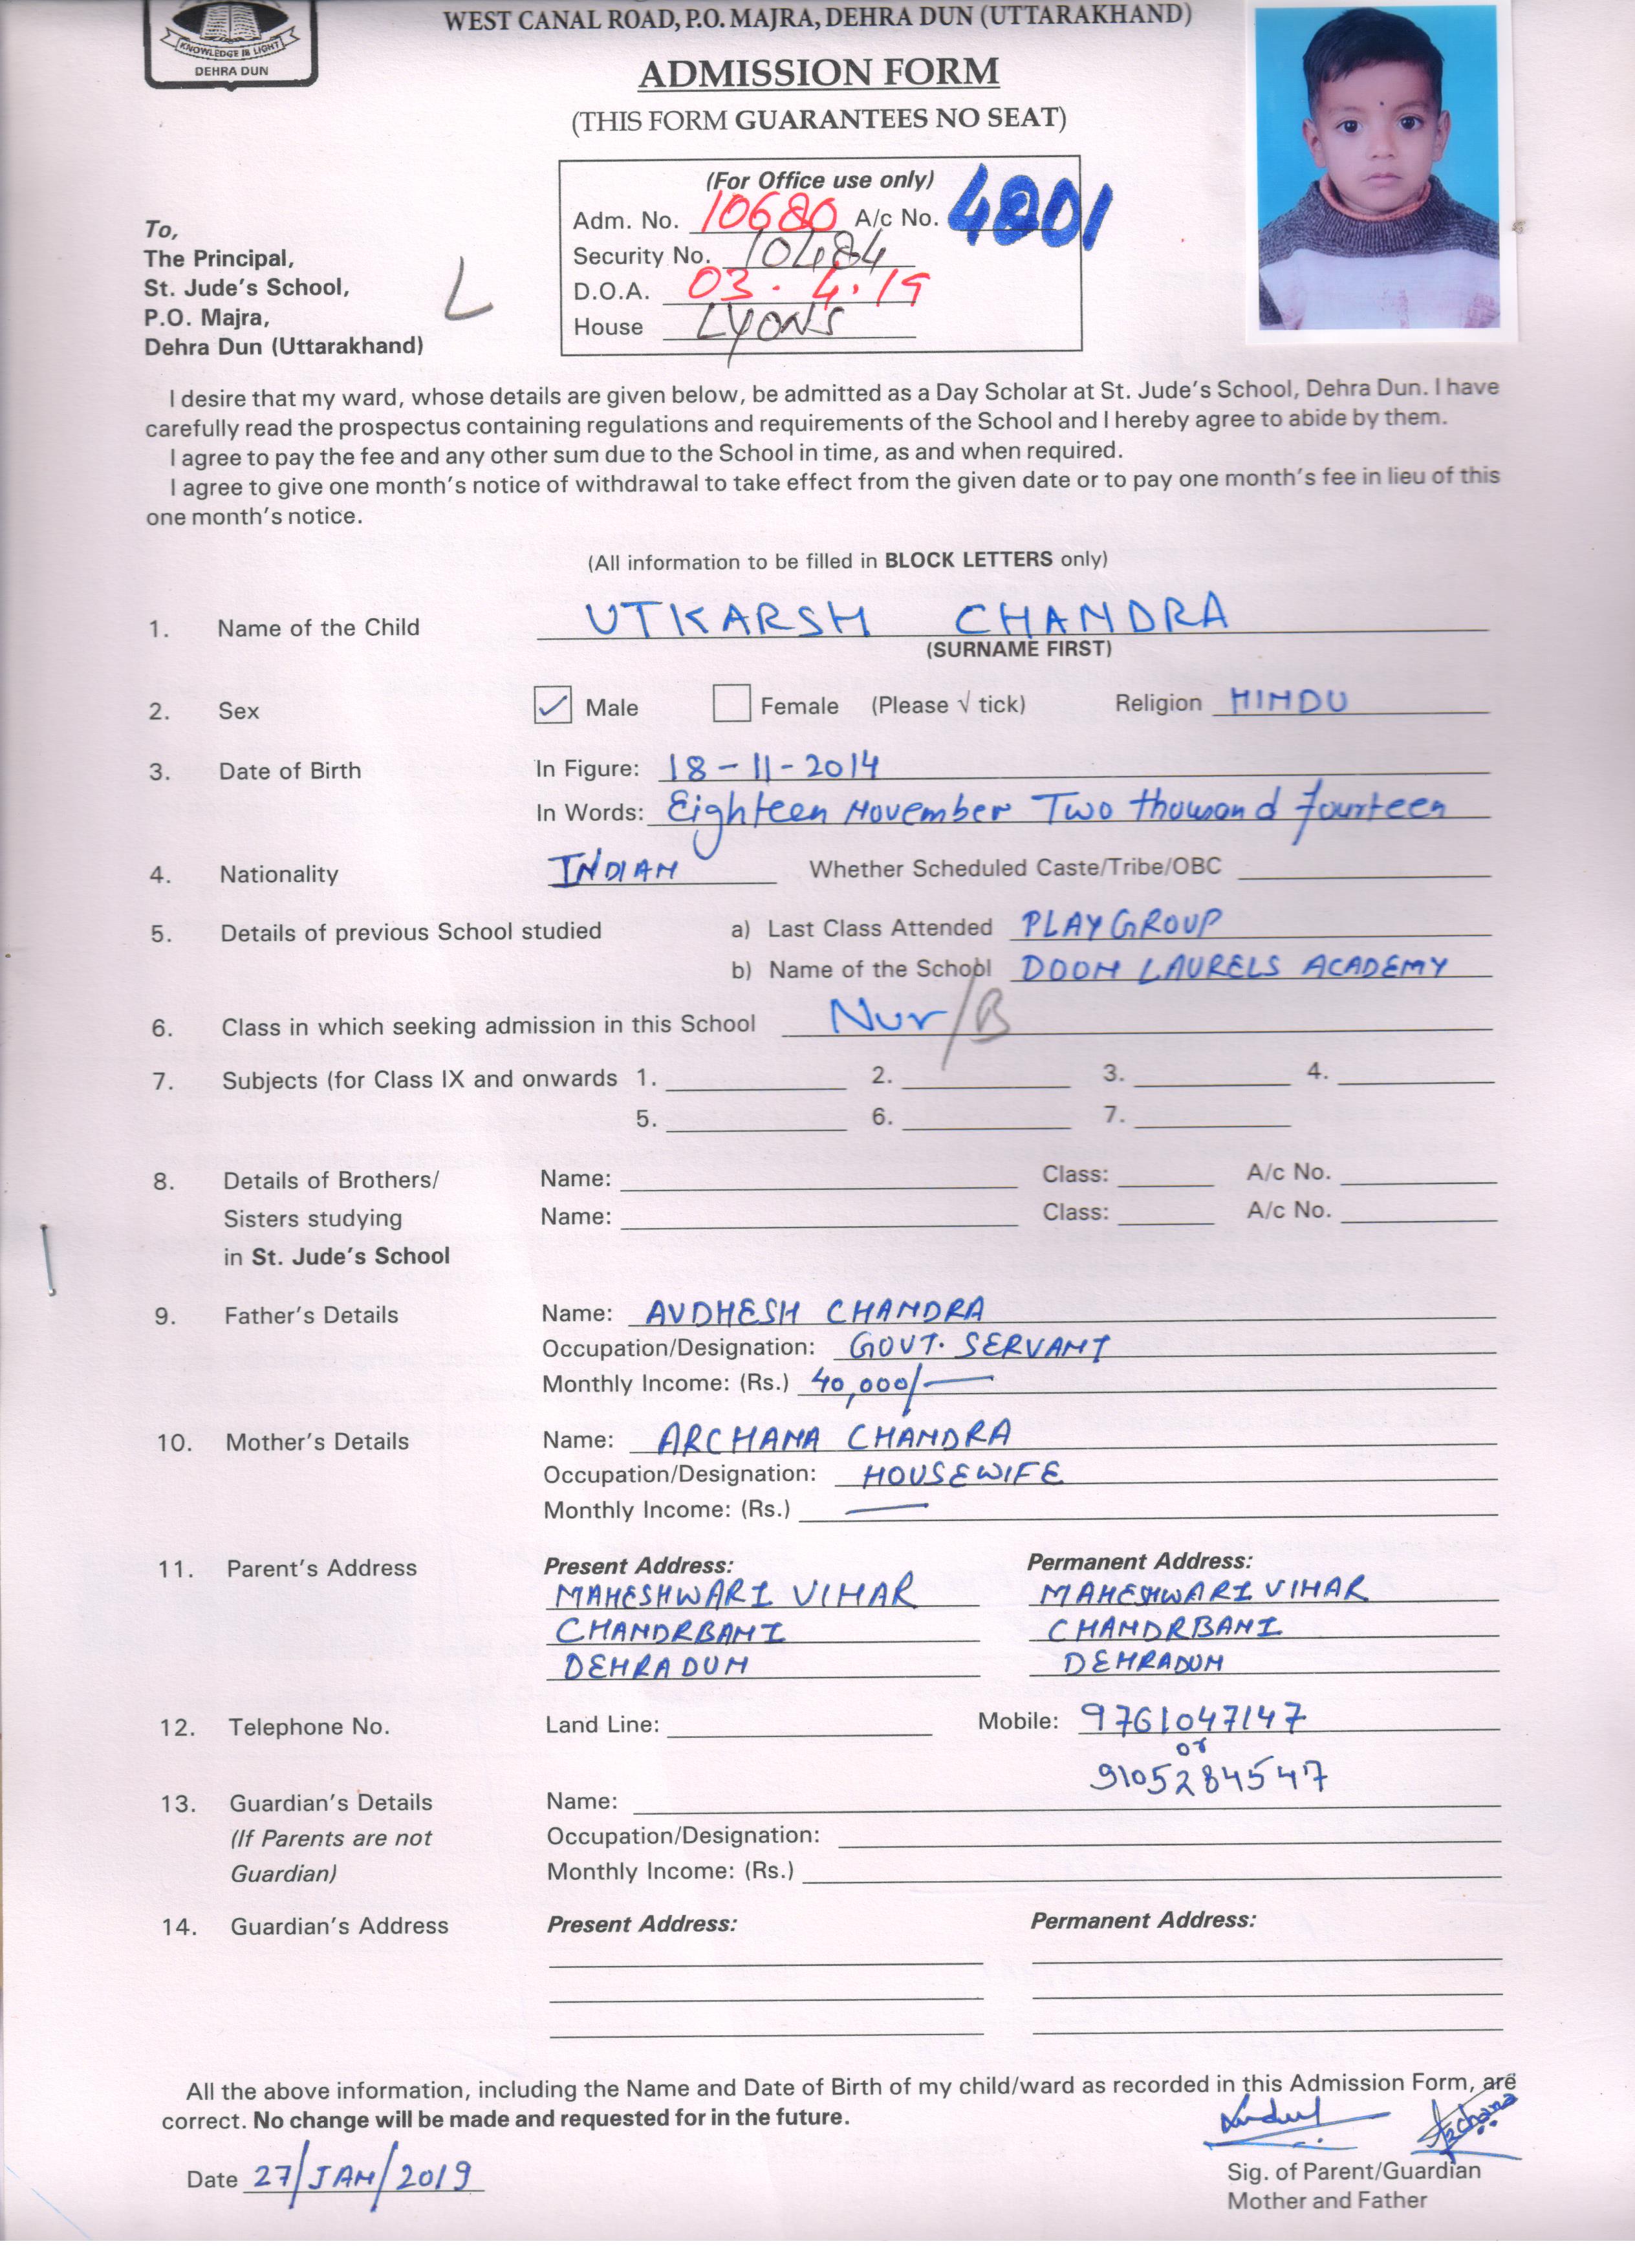 KNOWLEDGE IS LIGHT
DEHRA DUN
WEST CANAL ROAD, P.O. MAJRA, DEHRA DUN (UTTARAKHAND)
ADMISSION FORM
(THIS FORM GUARANTEES NO SEAT)
(For Office use only)
Adm. No. 10680 A/c No. 4801
Security No. 10484
D.O.A. 03.4.19
House LYONS
To,
The Principal,
St. Jude's School,
P.O. Majra,
Dehra Dun (Uttarakhand)
L
I desire that my ward, whose details are given below, be admitted as a Day Scholar at St. Jude's School, Dehra Dun. I have
carefully read the prospectus containing regulations and requirements of the School and I hereby agree to abide by them.
I agree to pay the fee and any other sum due to the School in time, as and when required.
I agree to give one month's notice of withdrawal to take effect from the given date or to pay one month's fee in lieu of this
one month's notice.
(All information to be filled in BLOCK LETTERS only)
1. Name of the Child UTKARSH CHANDRA
(SURNAME FIRST)
2. Sex ✓ Male Female (Please √ tick) Religion HINDU
3. Date of Birth In Figure: 18-11-2014
In Words: Eighteen November Two thousand fourteen
4. Nationality INDIAN Whether Scheduled Caste/Tribe/OBC
5. Details of previous School studied a) Last Class Attended PLAY GROUP
b) Name of the School DOON LAURELS ACADEMY
6. Class in which seeking admission in this School Nur/B
7. Subjects (for Class IX and onwards 1. 2. 3. 4.
5. 6. 7.
8. Details of Brothers/ Name: Class: A/c No.
Sisters studying Name: Class: A/c No.
in St. Jude's School
9. Father's Details Name: AVDHESH CHANDRA
Occupation/Designation: GOVT. SERVANT
Monthly Income: (Rs.) 40,000/—
10. Mother's Details Name: ARCHANA CHANDRA
Occupation/Designation: HOUSEWIFE
Monthly Income: (Rs.) —
11. Parent's Address Present Address: Permanent Address:
MAHESHWARI VIHAR MAHESHWARI VIHAR
CHANDRBANI CHANDRBANI
DEHRADUN DEHRADUN
12. Telephone No. Land Line: Mobile: 9761047147
or
9105284547
13. Guardian's Details Name:
(If Parents are not Occupation/Designation:
Guardian) Monthly Income: (Rs.)
14. Guardian's Address Present Address: Permanent Address:
All the above information, including the Name and Date of Birth of my child/ward as recorded in this Admission Form, are
correct. No change will be made and requested for in the future.
Archana
Date 27/JAN/2019
Sig. of Parent/Guardian
Mother and Father